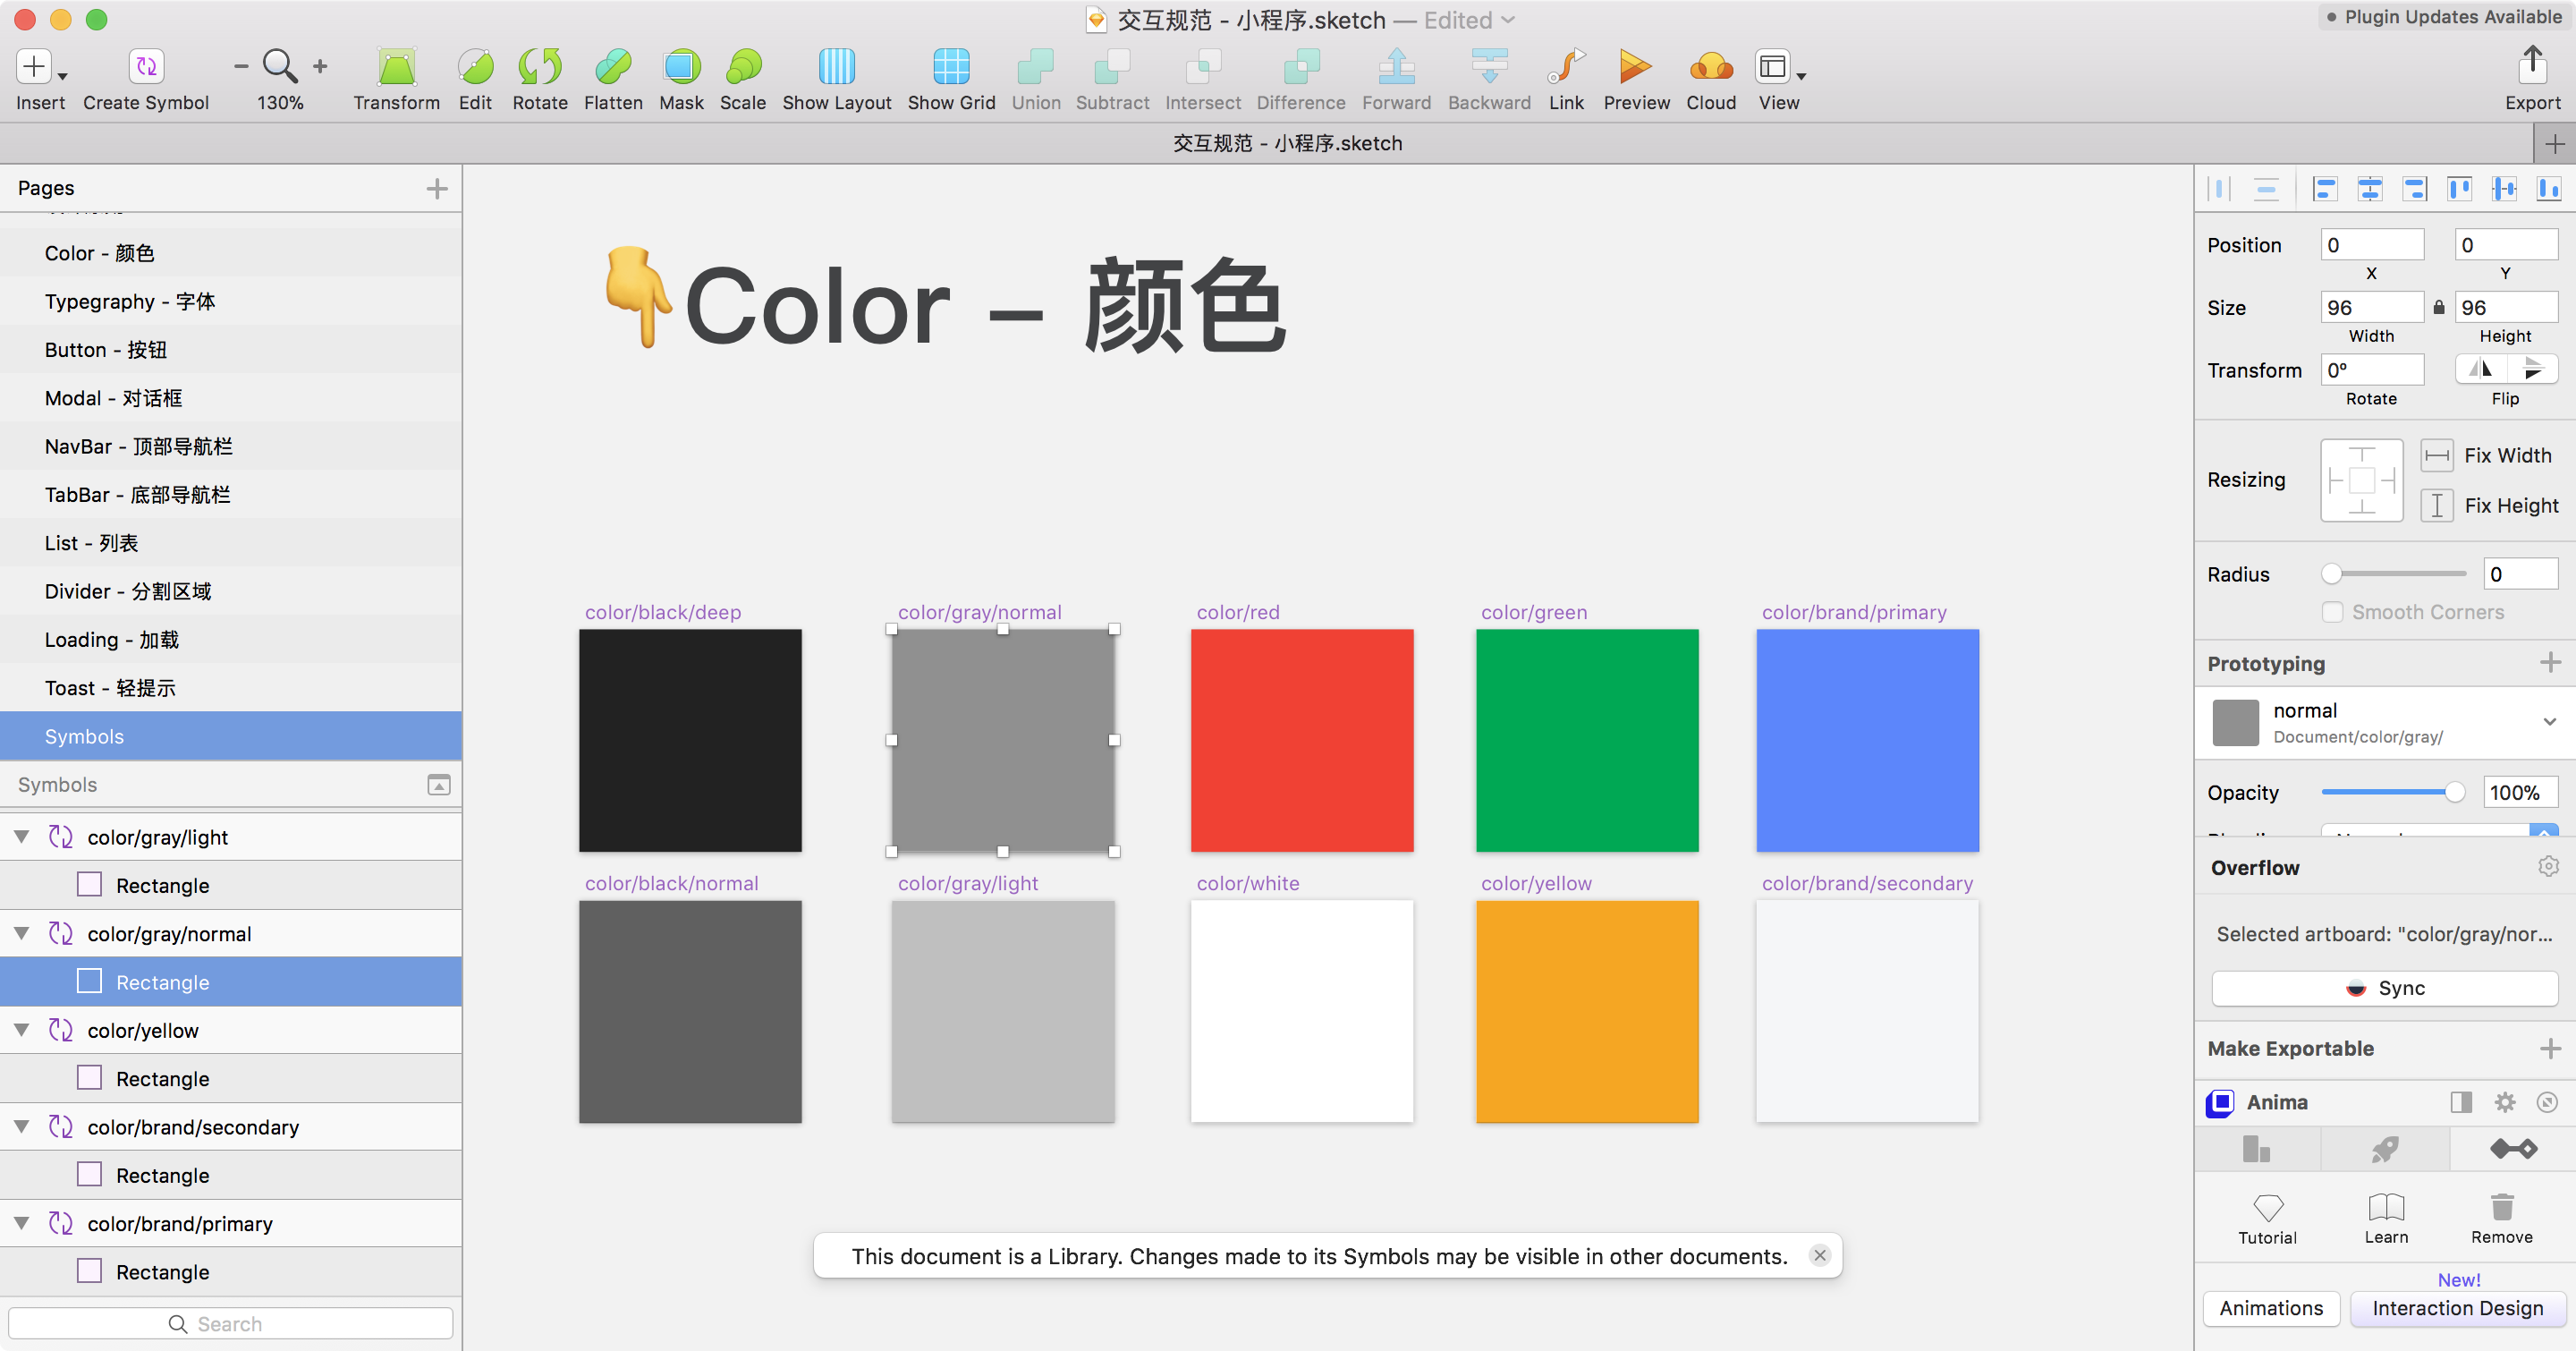 交互规范 - 小程序.sketch — Edited
Plugin Updates Available
Insert
Create Symbol
130%
Transform
Edit
Rotate
Flatten
Mask
Scale
Show Layout
Show Grid
Union
Subtract
Intersect
Difference
Forward
Backward
Link
Preview
Cloud
View
Export
交互规范 - 小程序.sketch
Pages
Color - 颜色
Typegraphy - 字体
Button - 按钮
Modal - 对话框
NavBar - 顶部导航栏
TabBar - 底部导航栏
List - 列表
Divider - 分割区域
Loading - 加载
Toast - 轻提示
Symbols
Symbols
color/gray/light
Rectangle
color/gray/normal
Rectangle
color/yellow
Rectangle
color/brand/secondary
Rectangle
color/brand/primary
Rectangle
Search
👇Color – 颜色
color/black/deep
color/gray/normal
color/red
color/green
color/brand/primary
color/black/normal
color/gray/light
color/white
color/yellow
color/brand/secondary
This document is a Library. Changes made to its Symbols may be visible in other documents.
Position
0
0
X
Y
Size
96
96
Width
Height
Transform
0º
Rotate
Flip
Resizing
Fix Width
Fix Height
Radius
0
Smooth Corners
Prototyping
normal
Document/color/gray/
Opacity
100%
Overflow
Selected artboard: "color/gray/nor...
Sync
Make Exportable
Anima
Tutorial
Learn
Remove
New!
Animations
Interaction Design